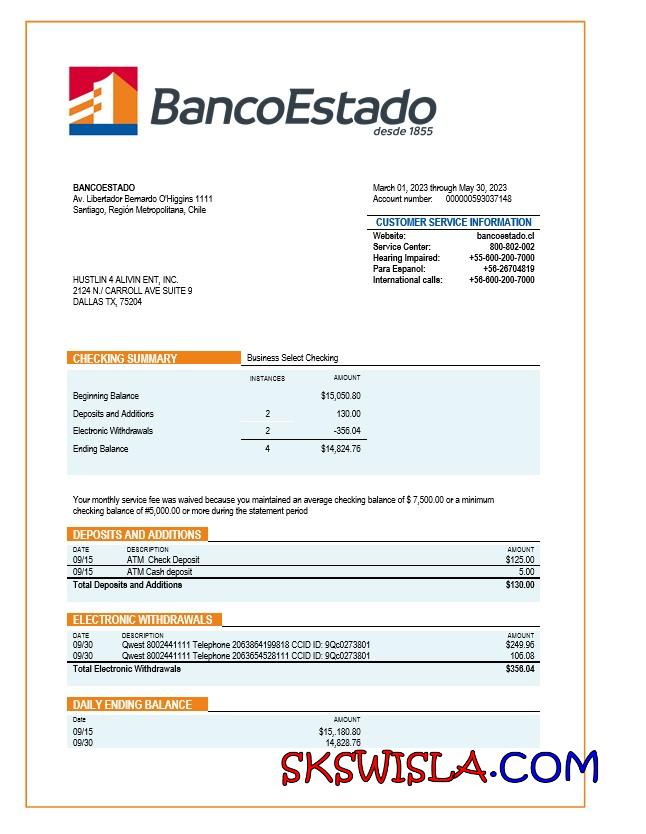 BancoEstado
desde 1855
BANCOESTADO
Av. Libertador Bernardo O'Higgins 1111
Santiago, Región Metropolitana, Chile
March 01, 2023 through May 30, 2023
Account number: 000000593037148
CUSTOMER SERVICE INFORMATION
Website: bancoestado.cl
Service Center: 800-802-002
Hearing Impaired: +55-600-200-7000
Para Espanol: +56-26704819
International calls: +56-600-200-7000
HUSTLIN 4 ALIVIN ENT, INC.
2124 N./ CARROLL AVE SUITE 9
DALLAS TX, 75204
CHECKING SUMMARY Business Select Checking
INSTANCES AMOUNT
Beginning Balance $15,050.80
Deposits and Additions 2 130.00
Electronic Withdrawals 2 -356.04
Ending Balance 4 $14,824.76
Your monthly service fee was waived because you maintained an average checking balance of $ 7,500.00 or a minimum
checking balance of #5,000.00 or more during the statement period
DEPOSITS AND ADDITIONS
DATE DESCRIPTION AMOUNT
09/15 ATM Check Deposit $125.00
09/15 ATM Cash deposit 5.00
Total Deposits and Additions $130.00
ELECTRONIC WITHDRAWALS
DATE DESCRIPTION AMOUNT
09/30 Qwest 8002441111 Telephone 2063864199818 CCID ID: 9Qc0273801 $249.96
09/30 Qwest 8002441111 Telephone 2063654528111 CCID ID: 9Qc0273801 106.08
Total Electronic Withdrawals $356.04
DAILY ENDING BALANCE
Date AMOUNT
09/15 $15,.180.80
09/30 14,828.76
SKSWISLA.COM